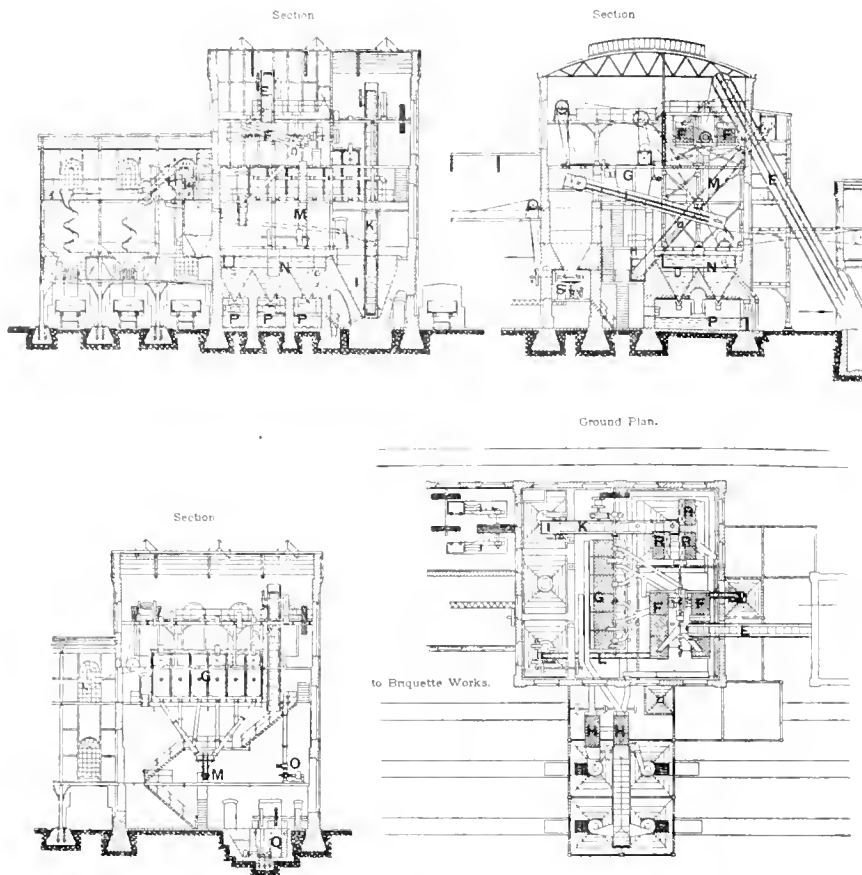 Section
Section
E
F
O
H
M
K
N
P P P
I
F F
G
M
E
L
N
S
P
Ground Plan.
Section
G
M
O
Q
I K R
R R
G F F
E
L
to Briquette Works.
H H